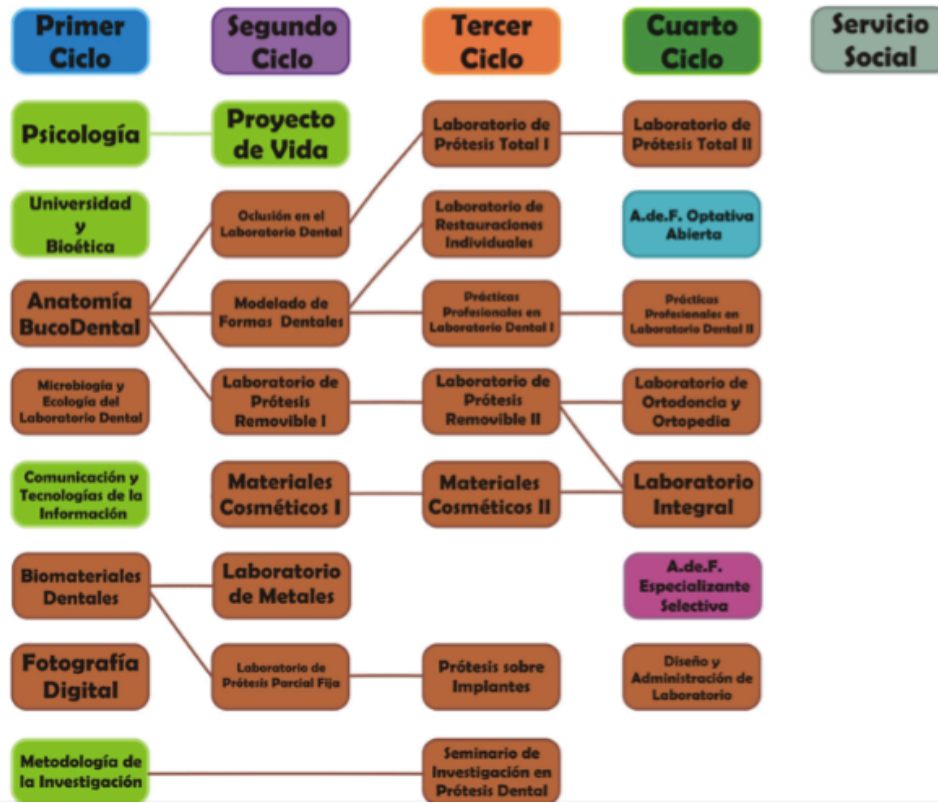 Primer
Ciclo
Segundo
Ciclo
Tercer
Ciclo
Cuarto
Ciclo
Servicio
Social
Psicología
Proyecto
de Vida
Laboratorio de
Prótesis Total I
Laboratorio de
Prótesis Total II
Universidad
y
Bioética
Oclusión en el
Laboratorio Dental
Laboratorio de
Restauraciones
Individuales
A.de.F. Optativa
Abierta
Anatomía
BucoDental
Modelado de
Formas Dentales
Prácticas
Profesionales en
Laboratorio Dental I
Prácticas
Profesionales en
Laboratorio Dental II
Microbiogía y
Ecología del
Laboratorio Dental
Laboratorio de
Prótesis
Removible I
Laboratorio de
Prótesis
Removible II
Laboratorio de
Ortodoncia y
Ortopedia
Comunicación y
Tecnologías de la
Información
Materiales
Cosméticos I
Materiales
Cosméticos II
Laboratorio
Integral
Biomateriales
Dentales
Laboratorio
de Metales
A.de.F.
Especializante
Selectiva
Fotografía
Digital
Laboratorio de
Prótesis Parcial Fija
Prótesis sobre
Implantes
Diseño y
Administración de
Laboratorio
Metodología de
la Investigación
Seminario de
Investigación en
Prótesis Dental